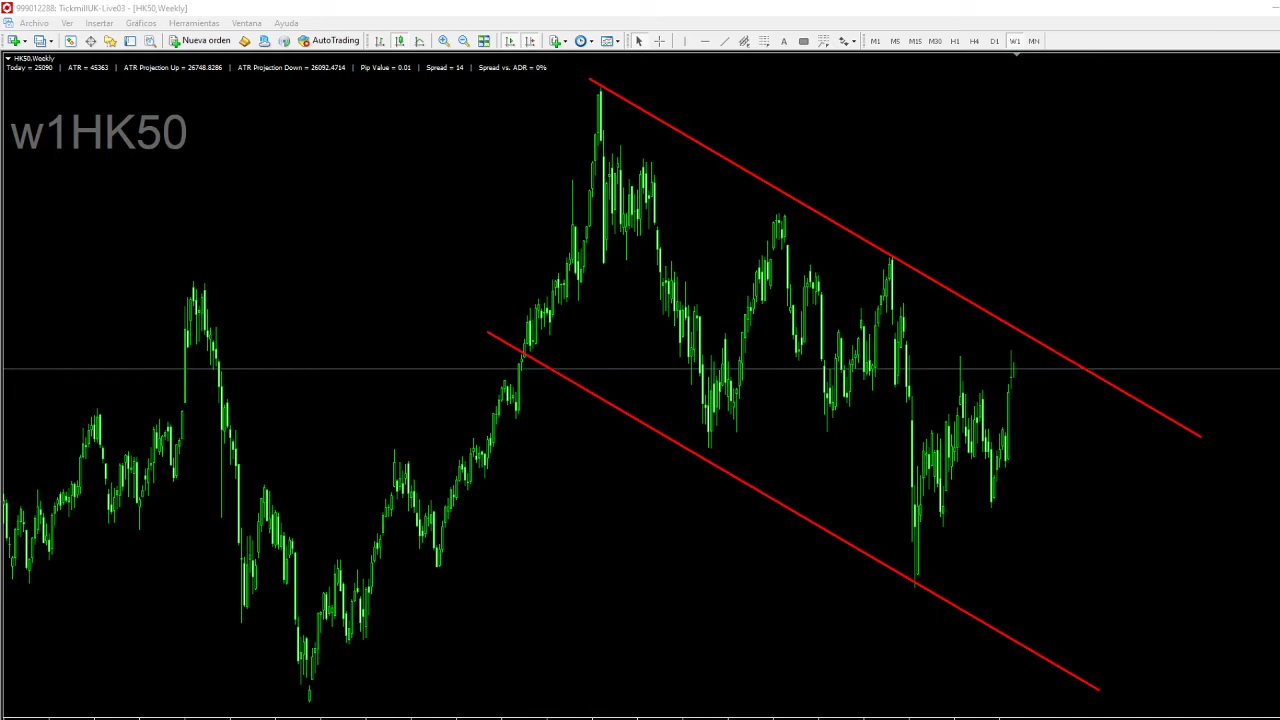 999012288: TickmillUK-Live03 - [HK50,Weekly]
Archivo Ver Insertar Gráficos Herramientas Ventana Ayuda
Nueva orden AutoTrading A M1 M5 M15 M30 H1 H4 D1 W1 MN
HK50,Weekly
Today = 25090 | ATR = 45363 | ATR Projection Up = 26748.8286 | ATR Projection Down = 26092.4714 | Pip Value = 0.01 | Spread = 14 | Spread vs. ADR = 0%
w1HK50